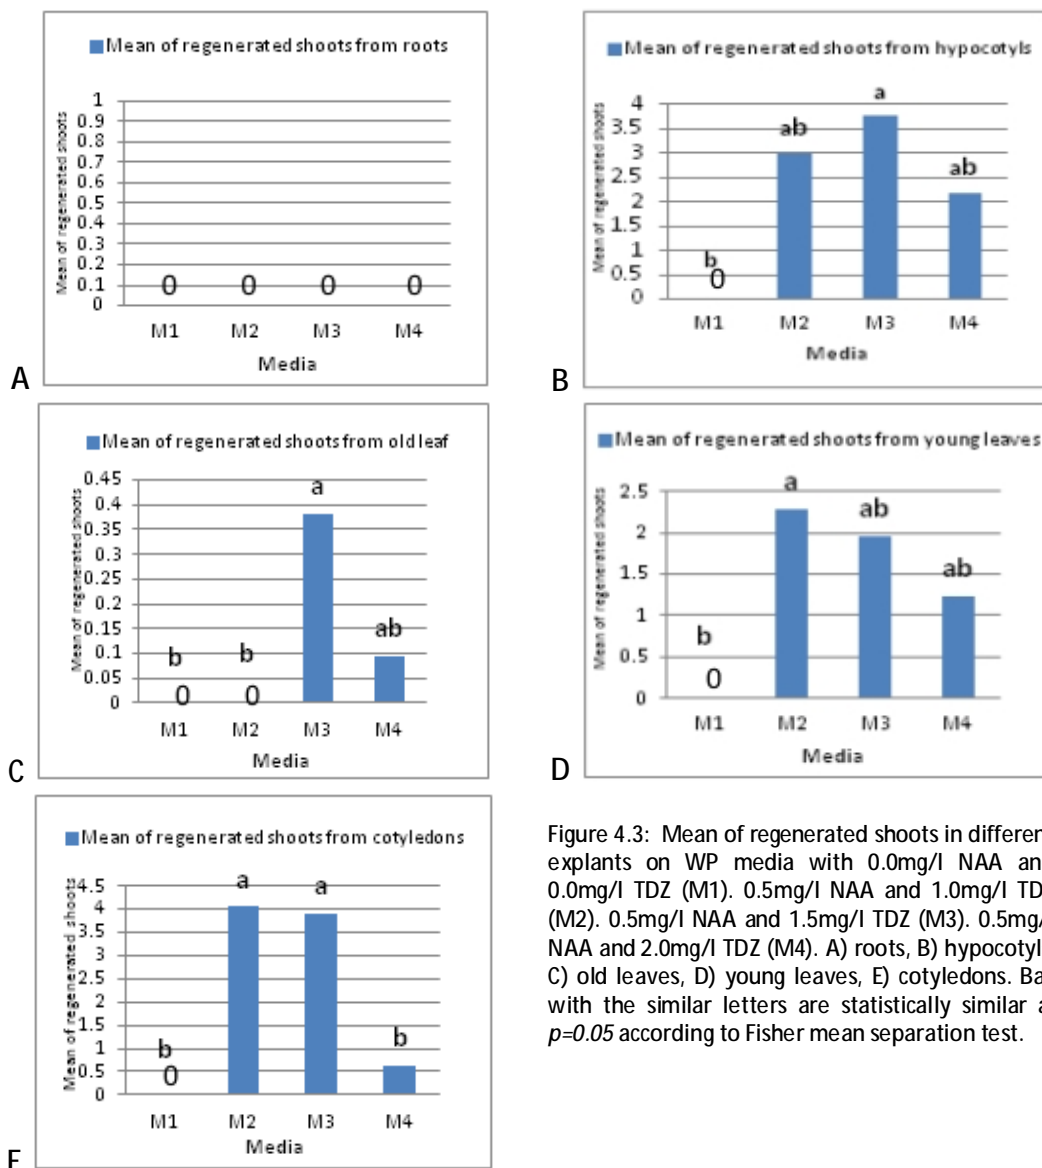 Mean of regenerated shoots from roots
Mean of regenerated shoots
1
0.9
0.8
0.7
0.6
0.5
0.4
0.3
0.2
0.1
0
0 0 0 0
M1 M2 M3 M4
Media
A
Mean of regenerated shoots from hypocotyls
Mean of regenerated shoots
4
3.5
3
2.5
2
1.5
1
0.5
0
b 0 ab a ab
M1 M2 M3 M4
Media
B
Mean of regenerated shoots from old leaf
Mean of regenerated shoots
0.45
0.4
0.35
0.3
0.25
0.2
0.15
0.1
0.05
0
b 0 b 0 a ab
M1 M2 M3 M4
Media
C
Mean of regenerated shoots from young leaves
Mean of regenerated shoots
2.5
2
1.5
1
0.5
0
b 0 a ab ab
M1 M2 M3 M4
Media
D
Mean of regenerated shoots from cotyledons
Mean of regenerated shoots
4.5
4
3.5
3
2.5
2
1.5
1
0.5
0
b 0 a a b
M1 M2 M3 M4
Media
Figure 4.3: Mean of regenerated shoots in differen
explants on WP media with 0.0mg/l NAA an
0.0mg/l TDZ (M1). 0.5mg/l NAA and 1.0mg/l TD
(M2). 0.5mg/l NAA and 1.5mg/l TDZ (M3). 0.5mg/
NAA and 2.0mg/l TDZ (M4). A) roots, B) hypocotyl
C) old leaves, D) young leaves, E) cotyledons. Ba
with the similar letters are statistically similar a
p=0.05 according to Fisher mean separation test.